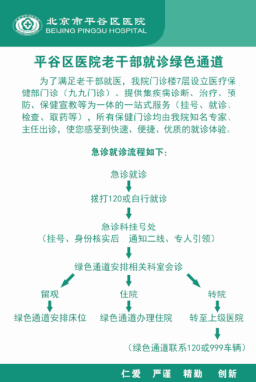 北京市平谷区医院
BEIJING PINGGU HOSPITAL
平谷区医院老干部就诊绿色通道
为了满足老干部就医，我院门诊楼7层设立医疗保
健部门诊（九九门诊）。提供集疾病诊断、治疗、预
防、保健宣教等为一体的一站式服务（挂号、就诊、
检查、取药等），所有保健门诊均由我院知名专家、
主任出诊，使您感受到快速、便捷、优质的就诊体验。
急诊就诊流程如下：
急诊就诊
拨打120或自行就诊
急诊科挂号处
（挂号、身份核实后 通知二线、专人引领）
绿色通道安排相关科室会诊
留观 住院 转院
绿色通道安排床位 绿色通道办理住院 转至上级医院
（绿色通道联系120或999车辆）
仁爱 严谨 精勤 创新